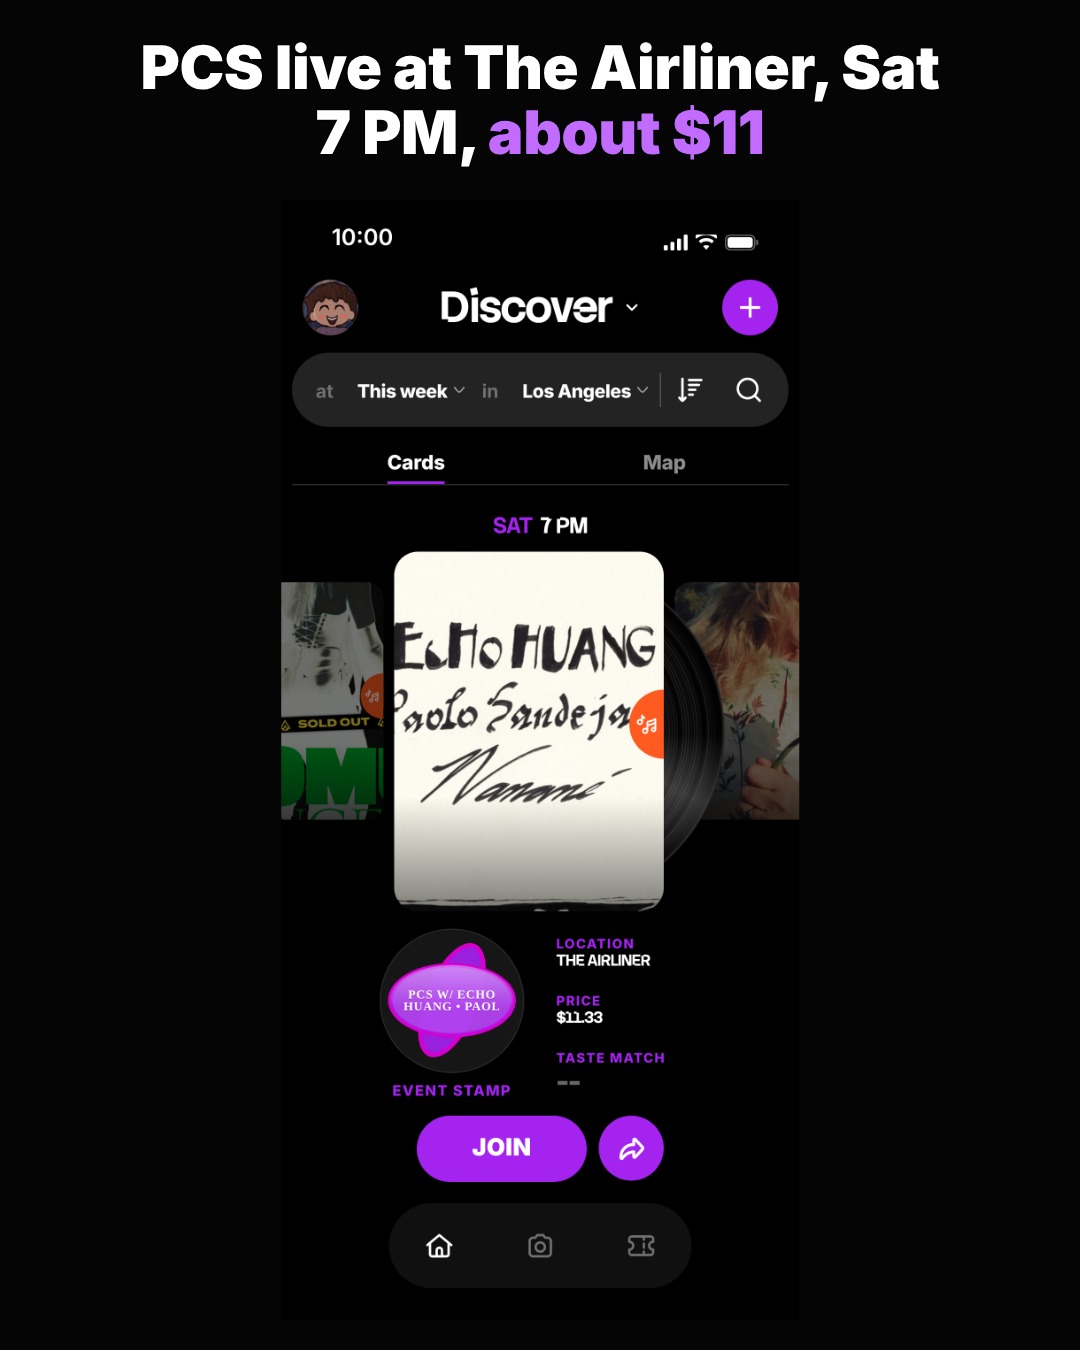 PCS live at The Airliner, Sat
7 PM, about $11
10:00
Discover
at This week in Los Angeles
Cards Map
SAT 7 PM
ECHO HUANG
Paolo Sandeja
Nanamé
SOLD OUT
PCS W/ ECHO
HUANG • PAOL
EVENT STAMP
LOCATION
THE AIRLINER
PRICE
$11.33
TASTE MATCH
--
JOIN